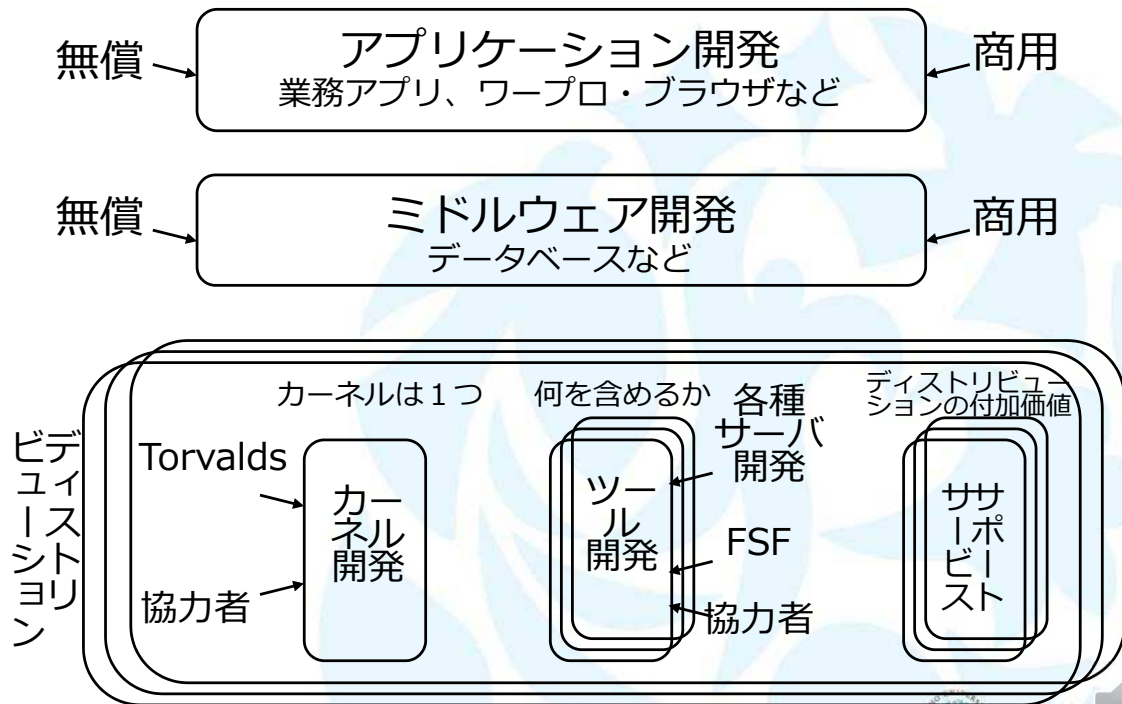 無償
アプリケーション開発
業務アプリ、ワープロ・ブラウザなど
商用
無償
ミドルウェア開発
データベースなど
商用
ディストリ
ビューション
カーネルは１つ
Torvalds
協力者
カー
ネル
開発
何を含めるか
ツー
ル
開発
各種
サーバ
開発
FSF
協力者
ディストリビュー
ションの付加価値
サポート
サービス